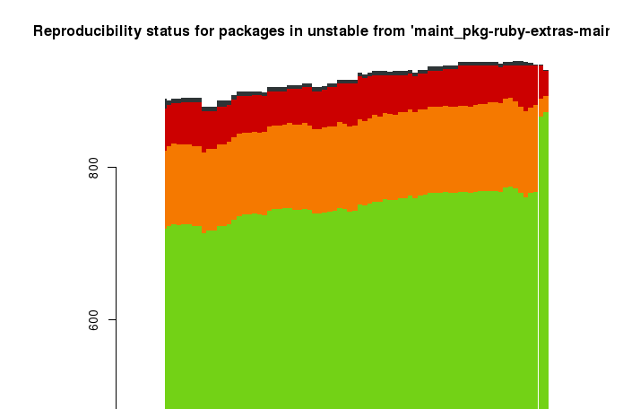 Reproducibility status for packages in unstable from 'maint_pkg-ruby-extras-mair
800
600